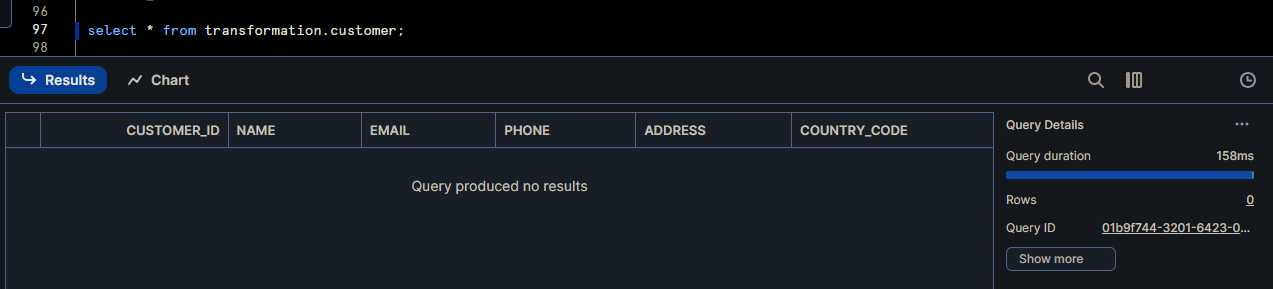 96
97 select * from transformation.customer;
98
Results Chart
CUSTOMER_ID NAME EMAIL PHONE ADDRESS COUNTRY_CODE
Query produced no results
Query Details ...
Query duration 158ms
Rows 0
Query ID 01b9f744-3201-6423-0...
Show more